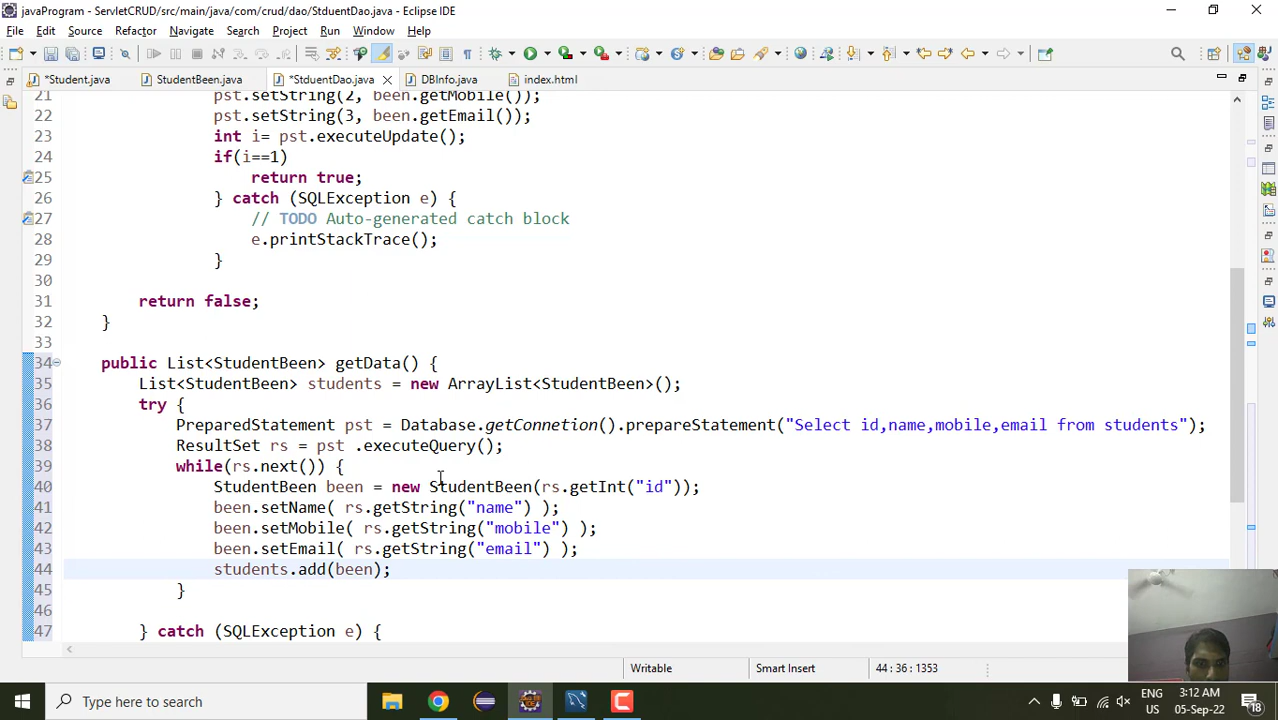 javaProgram - ServletCRUD/src/main/java/com/crud/dao/StduentDao.java - Eclipse IDE
File Edit Source Refactor Navigate Search Project Run Window Help
*Student.java StudentBeen.java *StduentDao.java DBInfo.java index.html
21 pst.setString(2, been.getMobile());
22 pst.setString(3, been.getEmail());
23 int i= pst.executeUpdate();
24 if(i==1)
25 return true;
26 } catch (SQLException e) {
27 // TODO Auto-generated catch block
28 e.printStackTrace();
29 }
30
31 return false;
32 }
33
34 public List<StudentBeen> getData() {
35 List<StudentBeen> students = new ArrayList<StudentBeen>();
36 try {
37 PreparedStatement pst = Database.getConnetion().prepareStatement("Select id,name,mobile,email from students");
38 ResultSet rs = pst .executeQuery();
39 while(rs.next()) {
40 StudentBeen been = new StudentBeen(rs.getInt("id"));
41 been.setName( rs.getString("name") );
42 been.setMobile( rs.getString("mobile") );
43 been.setEmail( rs.getString("email") );
44 students.add(been);
45 }
46
47 } catch (SQLException e) {
Writable Smart Insert 44 : 36 : 1353
Type here to search
ENG
US
3:12 AM
05-Sep-22
18